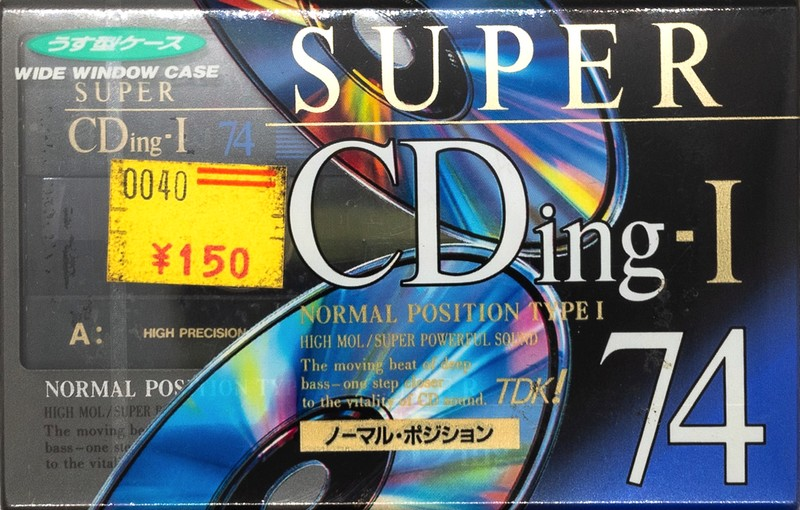 うす型ケース
WIDE WINDOW CASE
SUPER
CDing-I 74
0040
¥150
A:
HIGH PRECISION
NORMAL POSITION TY
HIGH MOL/SUPER P
The moving be
bass—one ste
to the vital
SUPER
CDing-I
NORMAL POSITION TYPE I
HIGH MOL/SUPER POWERFUL SOUND
The moving beat of deep
bass—one step closer
to the vitality of CD sound.
TDK!
ノーマル・ポジション
74